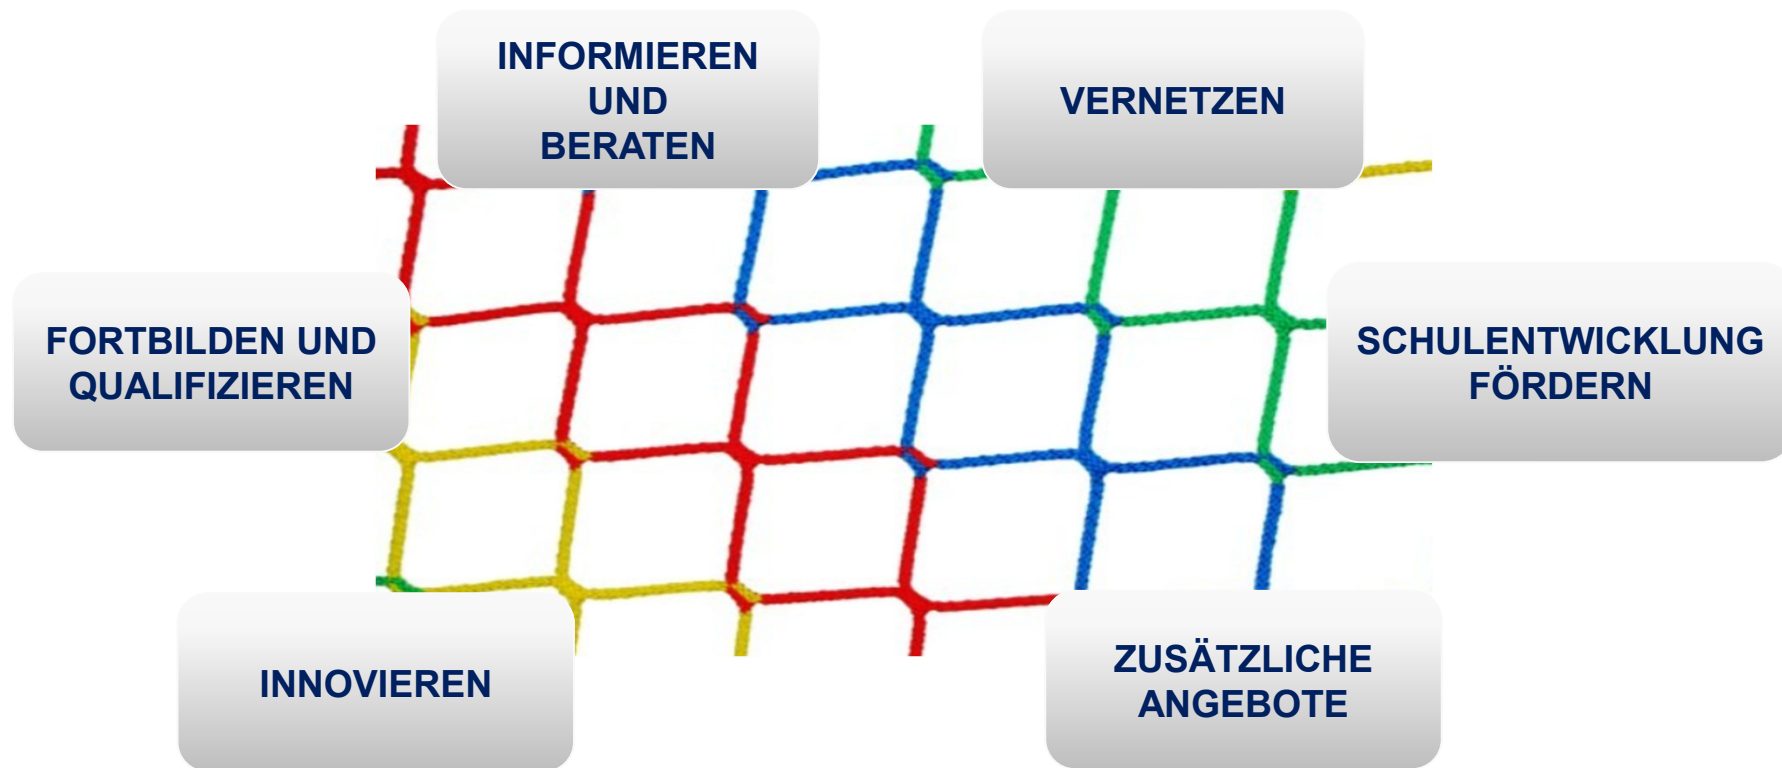 INFORMIEREN
UND
BERATEN
VERNETZEN
FORTBILDEN UND
QUALIFIZIEREN
SCHULENTWICKLUNG
FÖRDERN
INNOVIEREN
ZUSÄTZLICHE
ANGEBOTE